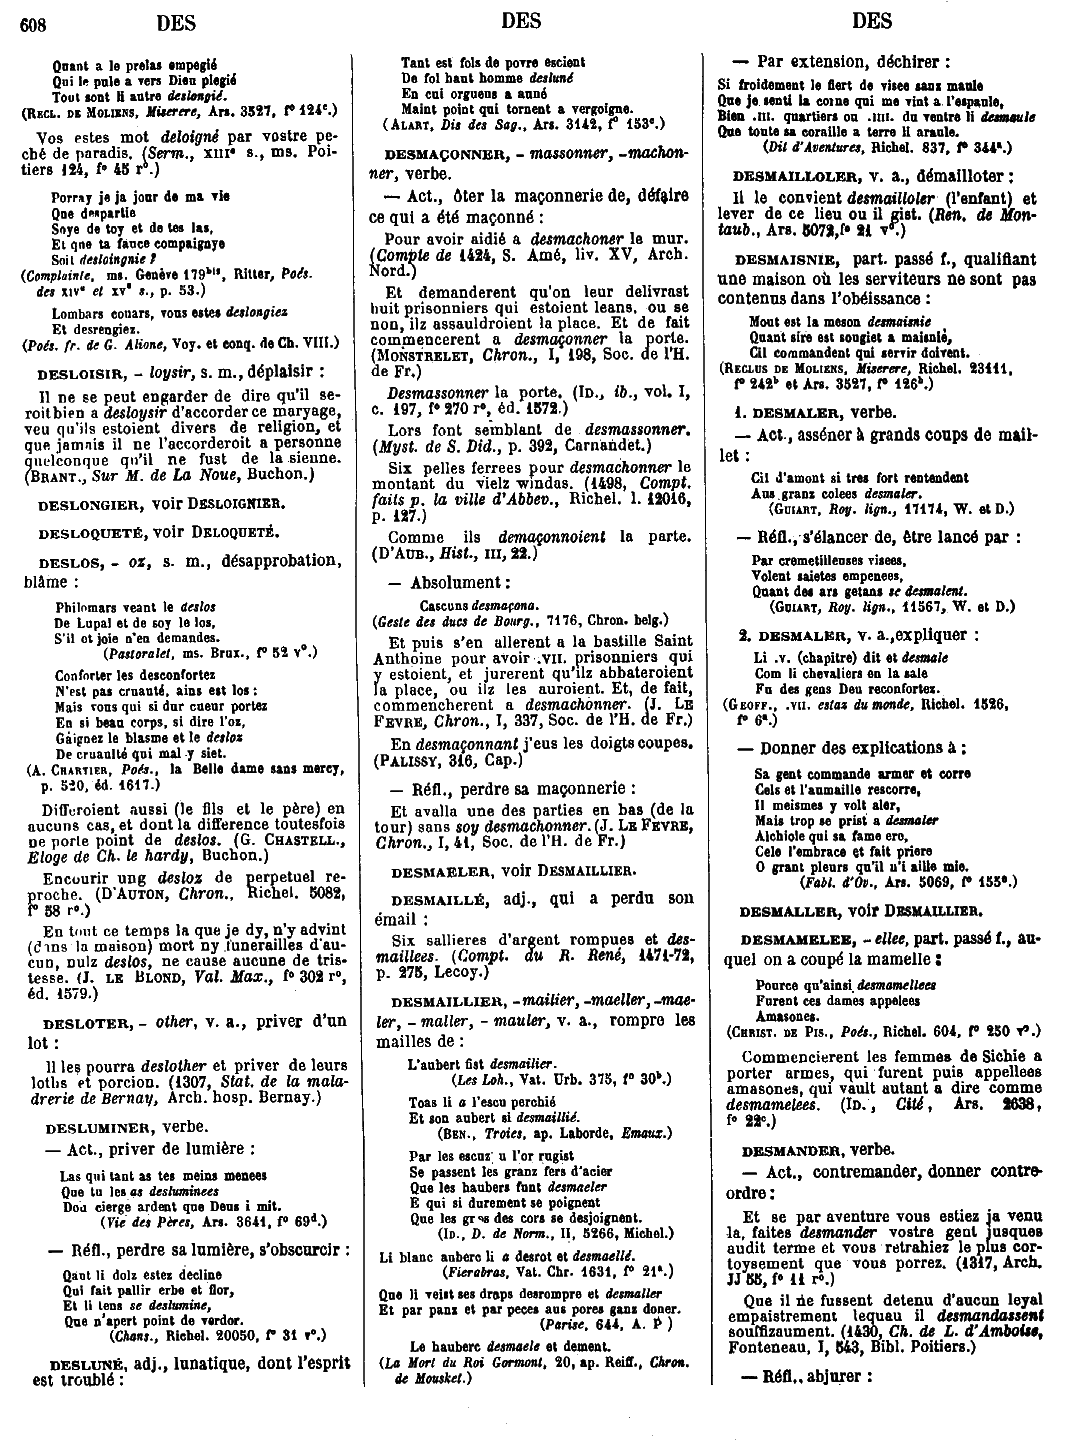 608 DES DES DES
Quant a le prelas empegié
Qui le pule a vers Dieu plegié
Tout sont li autre deslongié.
(RECL. DE MOLIENS, Miserere, Ars. 3527, f° 124c.)
Vos estes mot deloigné par vostre pe-
ché de paradis. (Serm., XIIIe s., ms. Poi-
tiers 124, f° 45 r°.)
Porray je ja jour de ma vie
Que despartie
Soye de toy et de tes las,
Et que ta fauce compaignye
Soit desloingnie ?
(Complainte, ms. Genève 179bis, Ritter, Poés.
des XIVe et XVe s., p. 53.)
Lombars couars, vous estes deslongiez
Et desrengiez.
(Poés. fr. de G. Alione, Voy. et conq. de Ch. VIII.)
DESLOISIR, - loysir, s. m., déplaisir :
Il ne se peut engarder de dire qu'il se-
roit bien a desloysir d'accorder ce maryage,
veu qu'ils estoient divers de religion, et
que jamais il ne l'accorderoit a personne
quelconque qu'il ne fust de la sienne.
(BRANT., Sur M. de La Noue, Buchon.)
DESLONGIER, voir DESLOIGNIER.
DESLOQUETÉ, voir DELOQUETÉ.
DESLOS, - oz, s. m., désapprobation,
blâme :
Philomars veant le deslos
De Lupal et de soy le los,
S'il ot joie n'en demandes.
(Pastoralet, ms. Brux., f° 52 v°.)
Conforter les desconfortez
N'est pas cruauté, ains est los :
Mais vous qui si dur cueur portez
En si beau corps, si dire l'oz,
Gaignez le blasme et le desloz
De cruaulté qui mal y siet.
(A. CHARTIER, Poés., la Belle dame sans mercy,
p. 520, éd. 1617.)
Differoient aussi (le fils et le père) en
aucuns cas, et dont la difference toutesfois
ne porte point de deslos. (G. CHASTELL.,
Eloge de Ch. le hardy, Buchon.)
Encourir ung desloz de perpetuel re-
proche. (D'AUTON, Chron., Richel. 5082,
f° 58 r°.)
En tout ce temps la que je dy, n'y advint
(dans la maison) mort ny funerailles d'au-
cun, nulz deslos, ne cause aucune de tris-
tesse. (J. LE BLOND, Val. Max., f° 302 r°,
éd. 1579.)
DESLOTER, - other, v. a., priver d'un
lot :
Il les pourra deslother et priver de leurs
loths et porcion. (1307, Stat. de la mala-
drerie de Bernay, Arch. hosp. Bernay.)
DESLUMINER, verbe.
— Act., priver de lumière :
Las qui tant as tes meins menees
Que tu les as desluminees
Dou cierge ardent que Deus i mit.
(Vie des Pères, Ars. 3641, f° 69d.)
— Réfl., perdre sa lumière, s'obscurcir :
Qant li dolz estez decline
Qui fait pallir erbe et flor,
Et li tens se deslumine,
Que n'apert point de verdor.
(Chans., Richel. 20050, f° 31 v°.)
DESLUNÉ, adj., lunatique, dont l'esprit
est troublé :
Tant est fols de povre escient
De fol haut homme desluné
En cui orguens a auné
Maint point qui tornent a vergoigne.
(ALART, Dis des Sag., Ars. 3142, f° 153c.)
DESMAÇONNER, - massonner, -machon-
ner, verbe.
— Act., ôter la maçonnerie de, défaire
ce qui a été maçonné :
Pour avoir aidié a desmachoner le mur.
(Compte de 1424, S. Amé, liv. XV, Arch.
Nord.)
Et demanderent qu'on leur delivrast
huit prisonniers qui estoient leans, ou se
non, ilz assauldroient la place. Et de fait
commencerent a desmaçonner la porte.
(MONSTRELET, Chron., I, 198, Soc. de l'H.
de Fr.)
Desmassonner la porte. (ID., ib., vol. I,
c. 197, f° 270 r°, éd. 1572.)
Lors font semblant de desmassonner.
(Myst. de S. Did., p. 392, Carnandet.)
Six pelles ferrees pour desmachonner le
montant du vielz windas. (1498, Compt.
faits p. la ville d'Abbev., Richel. l. 12016,
p. 127.)
Comme ils demaçonnoient la parte.
(D'AUB., Hist., III, 22.)
— Absolument :
Cascuns desmaçona.
(Geste des ducs de Bourg., 7176, Chron. belg.)
Et puis s'en allerent a la bastille Saint
Anthoine pour avoir .VII. prisonniers qui
y estoient, et jurerent qu'ilz abbateroient
la place, ou ilz les auroient. Et, de fait,
commencherent a desmachonner. (J. LE
FEVRE, Chron., I, 337, Soc. de l'H. de Fr.)
En desmaçonnant j'eus les doigts coupes.
(PALISSY, 316, Cap.)
— Réfl., perdre sa maçonnerie :
Et avalla une des parties en bas (de la
tour) sans soy desmachonner. (J. LE FEVRE,
Chron., I, 41, Soc. de l'H. de Fr.)
DESMAELER, voir DESMAILLIER.
DESMAILLÉ, adj., qui a perdu son
émail :
Six sallieres d'argent rompues et des-
maillees. (Compt. du R. René, 1471-72,
p. 275, Lecoy.)
DESMAILLIER, -mailier, -maeller, -mae-
ler, - maller, - mauler, v. a., rompre les
mailles de :
L'aubert fist desmailier.
(Les Loh., Vat. Urb. 375, f° 30b.)
Toas li a l'escu perchié
Et son aubert si desmaillié.
(BEN., Troies, ap. Laborde, Emaux.)
Par les escuz u l'or rugist
Se passent les granz fers d'acier
Que les haubers funt desmaeler
E qui si durement se poignent
Que les gros des cors se desjoignent.
(ID., D. de Norm., II, 5266, Michel.)
Li blanc auberc li a desrot et desmaellé.
(Fierabras, Vat. Chr. 1631, f° 21a.)
Que li veist ses draps desrompre et desmaller
Et par panz et par peces aus pores ganz doner.
(Parise, 644, A. P.)
Le hauberc desmaele et dement.
(La Mort du Roi Gormont, 20, ap. Reiff., Chron.
de Mousket.)
— Par extension, déchirer :
Si froidement le fiert de visee sanz maule
Que je senti la corne qui me vint a l'espaule,
Bien .III. quartiers ou .IIII. du ventre li desmaule
Que toute sa coraille a terre li araule.
(Dit d'Aventures, Richel. 837, f° 344a.)
DESMAILLOLER, v. a., démailloter :
Il le convient desmailloler (l'enfant) et
lever de ce lieu ou il gist. (Ren. de Mon-
taub., Ars. 5072, f° 21 v°.)
DESMAISNIE, part. passé f., qualifiant
une maison où les serviteurs ne sont pas
contenus dans l'obéissance :
Mout est la meson desmaisnie
Quant sire est sougiet a maisnié,
Cil commandent qui servir doivent.
(RECLUS DE MOLIENS, Miserere, Richel. 23111,
f° 242b et Ars. 3527, f° 126b.)
1. DESMALER, verbe.
— Act., asséner à grands coups de mail-
let :
Cil d'amont si tres fort rentendent
Aus granz colees desmaler.
(GUIART, Roy. lign., 17174, W. et D.)
— Réfl., s'élancer de, être lancé par :
Par cremetilleuses visees,
Volent saietes empenees,
Quant des ars getans se desmalent.
(GUIART, Roy. lign., 11567, W. et D.)
2. DESMALER, v. a., expliquer :
Li .v. (chapitre) dit et desmale
Com li chevaliers en la sale
Fu des gens Deu reconfortez.
(GEOFF., .VII. estaz du monde, Richel. 1526,
f° 6a.)
— Donner des explications à :
Sa gent commande armer et corre
Cels et l'aumaille rescorre,
Il meismes y volt aler,
Mais trop se prist a desmaler
Alchiole qui sa fame ero,
Cele l'embrace et fait priere
O grant pleurs qu'il n'i aille mie.
(Fabl. d'Ov., Ars. 5069, f° 155c.)
DESMALLER, voir DESMAILLIER.
DESMAMELEE, - ellee, part. passé f., au-
quel on a coupé la mamelle :
Pource qu'ainsi desmamellees
Furent ces dames appelees
Amasones.
(CHRIST. DE PIS., Poés., Richel. 604, f° 250 v°.)
Commencierent les femmes de Sichie a
porter armes, qui furent puis appellees
amasones, qui vault autant a dire comme
desmamelees. (ID., Cité, Ars. 2638,
f° 22c.)
DESMANDER, verbe.
— Act., contremander, donner contre-
ordre :
Et se par aventure vous estiez ja venu
la, faites desmander vostre gent jusques
audit terme et vous retrahiez le plus cor-
toysement que vous porrez. (1317, Arch.
JJ 55, f° 11 r°.)
Que il ne fussent detenu d'aucun leyal
empaistrement lequau il desmandassent
souffizaument. (1430, Ch. de L. d'Amboise,
Fonteneau, I, 543, Bibl. Poitiers.)
— Réfl., abjurer :